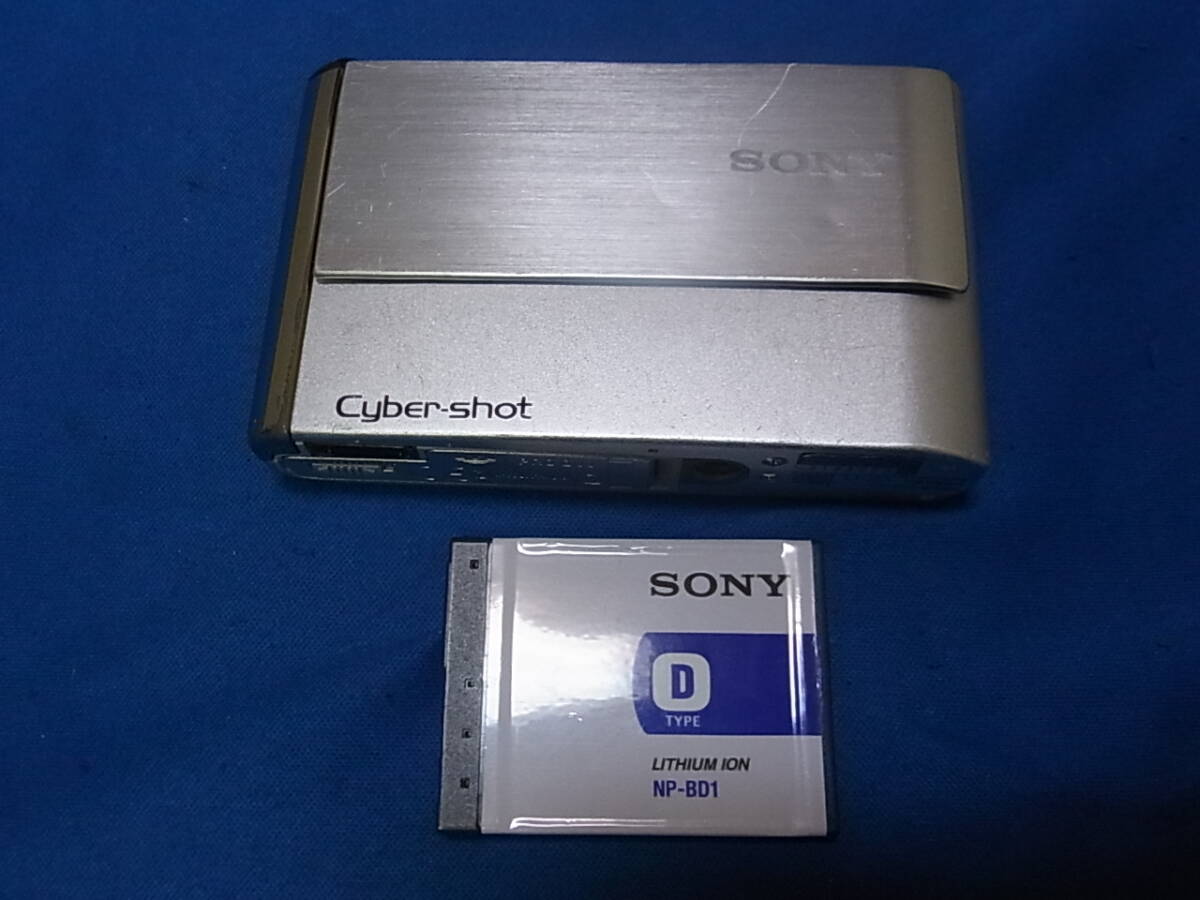 SONY
Cyber-shot
SONY
D
TYPE
LITHIUM ION
NP-BD1